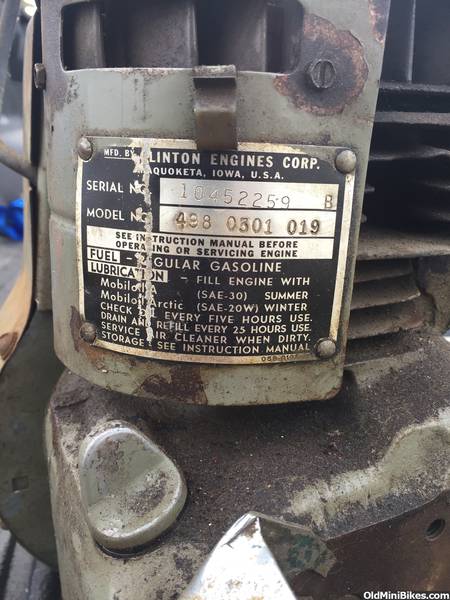 MFD. BY CLINTON ENGINES CORP.
MAQUOKETA, IOWA, U.S.A.
SERIAL NO. 10452259 B
MODEL NO. 498 0301 019
SEE INSTRUCTION MANUAL BEFORE
OPERATING OR SERVICING ENGINE
FUEL - REGULAR GASOLINE
LUBRICATION - FILL ENGINE WITH
Mobiloil A (SAE-30) SUMMER
Mobiloil Arctic (SAE-20W) WINTER
CHECK OIL EVERY FIVE HOURS USE.
DRAIN AND REFILL EVERY 25 HOURS USE.
SERVICE AIR CLEANER WHEN DIRTY.
STORAGE - SEE INSTRUCTION MANUAL
OldMiniBikes.com